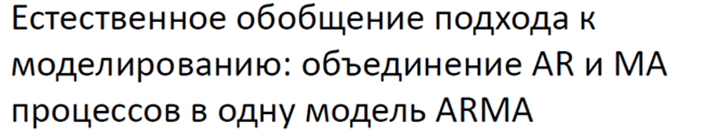 Естественное обобщение подхода к
моделированию: объединение AR и MA
процессов в одну модель ARMA